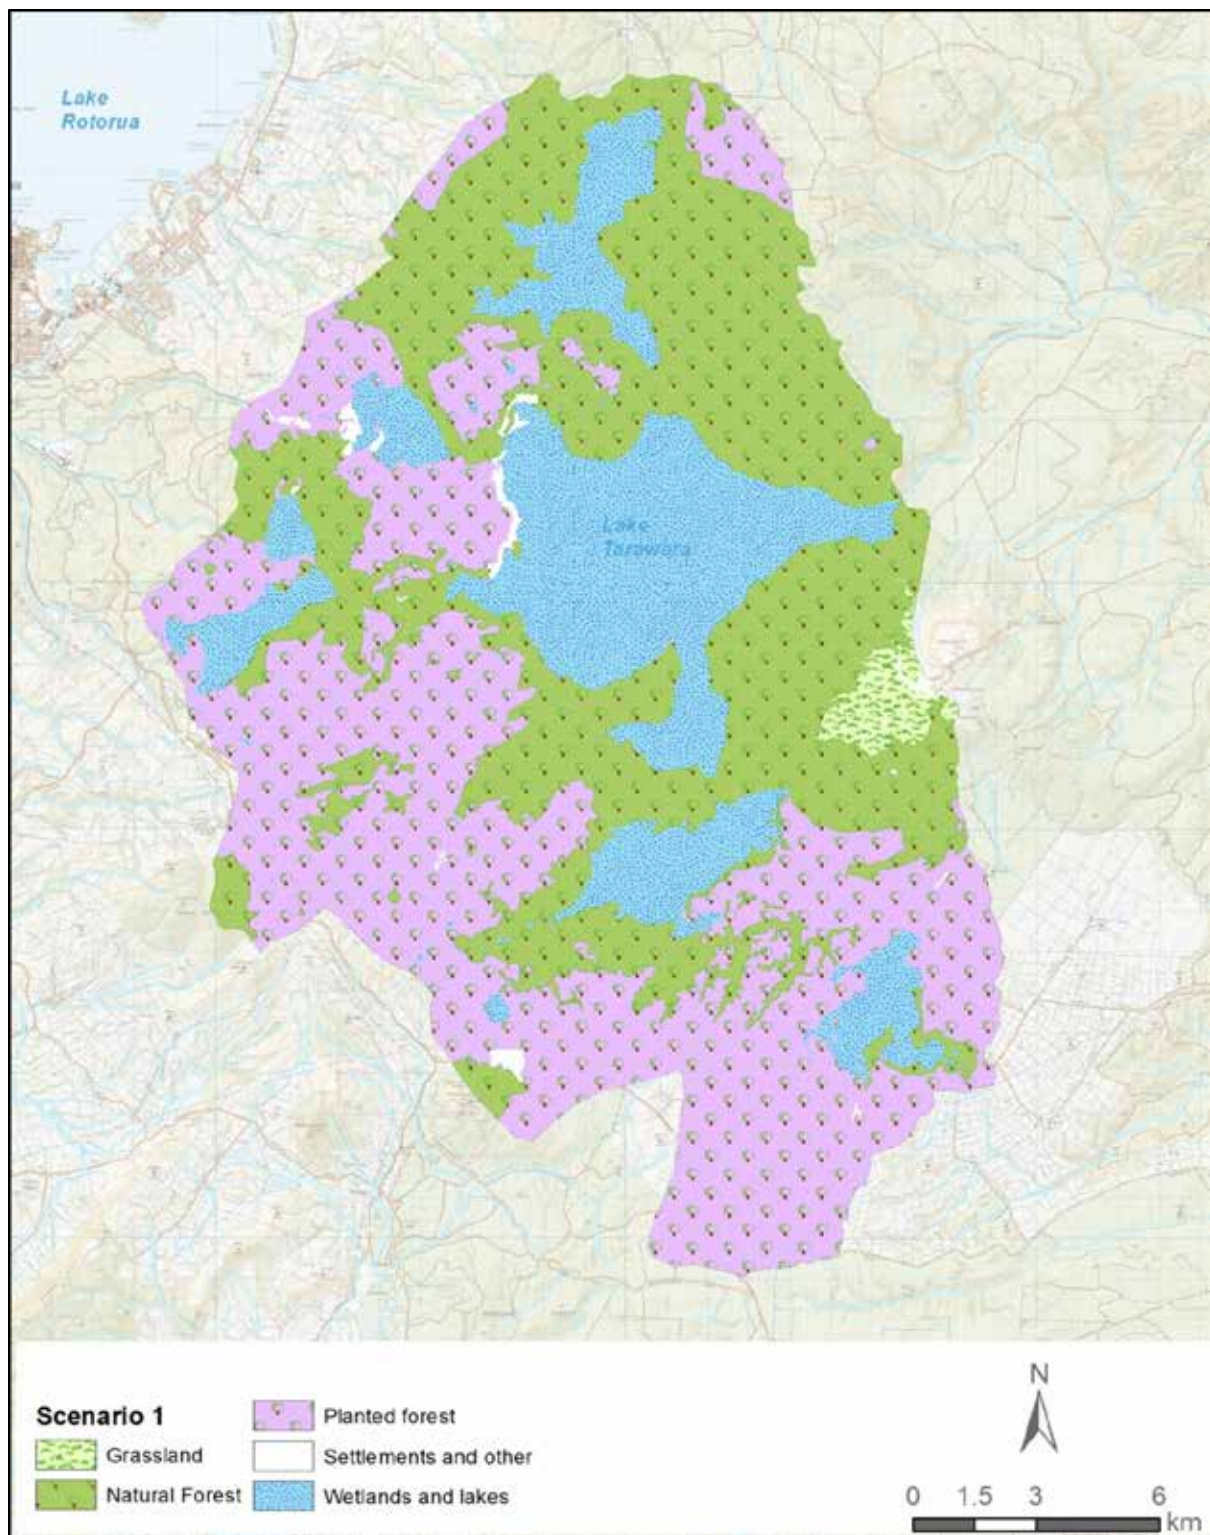 Lake
Rotorua
Lake
Tarawera
Scenario 1
Grassland
Natural Forest
Planted forest
Settlements and other
Wetlands and lakes
N
0 1.5 3 6
km